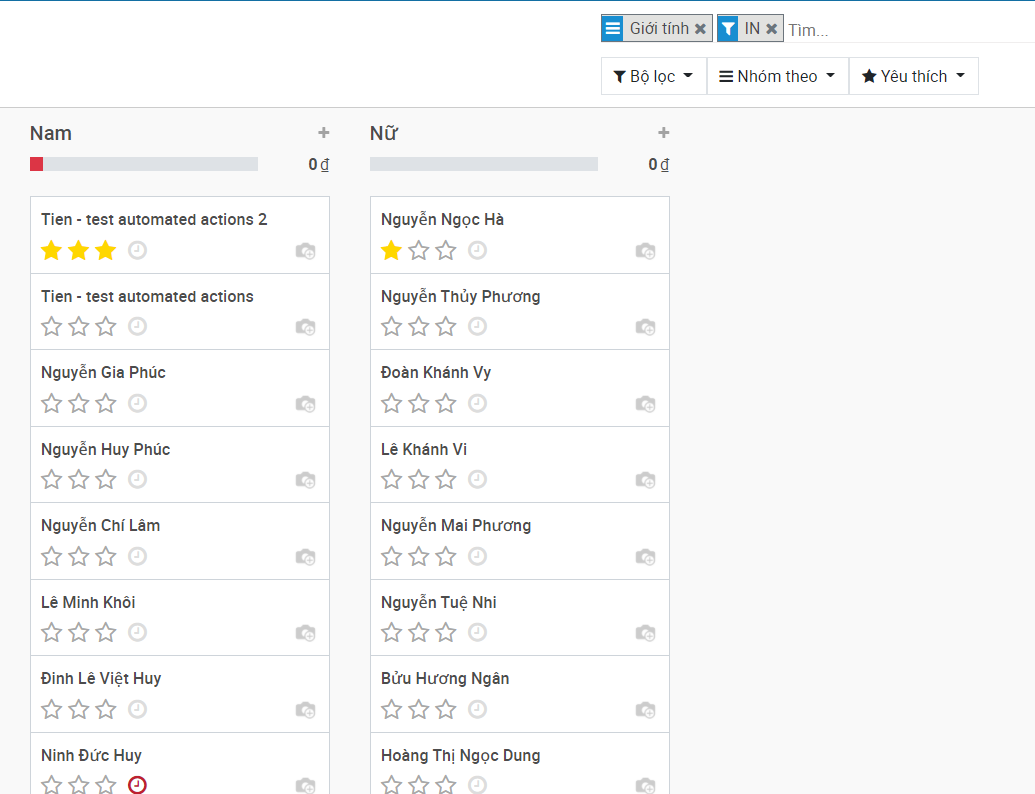 Giới tính IN Tìm...
Bộ lọc Nhóm theo Yêu thích
Nam
0 ₫
Tien - test automated actions 2
Tien - test automated actions
Nguyễn Gia Phúc
Nguyễn Huy Phúc
Nguyễn Chí Lâm
Lê Minh Khôi
Đinh Lê Việt Huy
Ninh Đức Huy
Nữ
0 ₫
Nguyễn Ngọc Hà
Nguyễn Thủy Phương
Đoàn Khánh Vy
Lê Khánh Vi
Nguyễn Mai Phương
Nguyễn Tuệ Nhi
Bửu Hương Ngân
Hoàng Thị Ngọc Dung